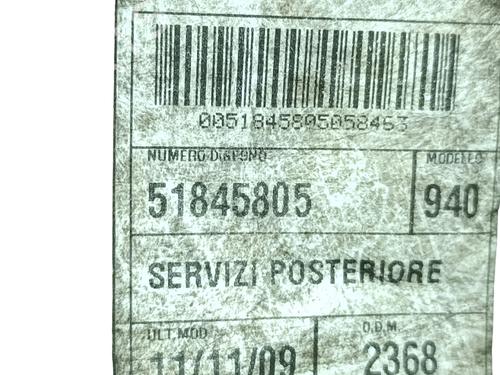 0051845805058463
NUMERO DISEGNO MODELLO
51845805 940
SERVIZI POSTERIORE
ULT.MOD O.D.M.
11/11/09 2368